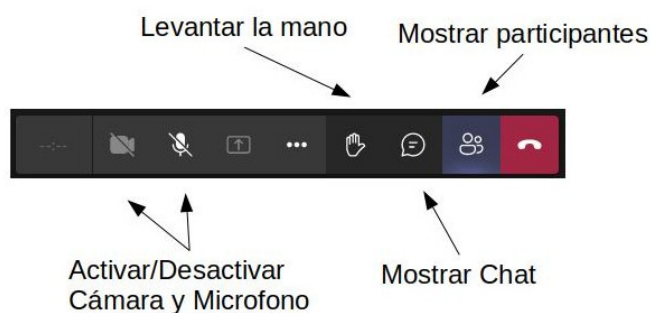 Levantar la mano
Mostrar participantes
--:--
Activar/Desactivar
Cámara y Microfono
Mostrar Chat